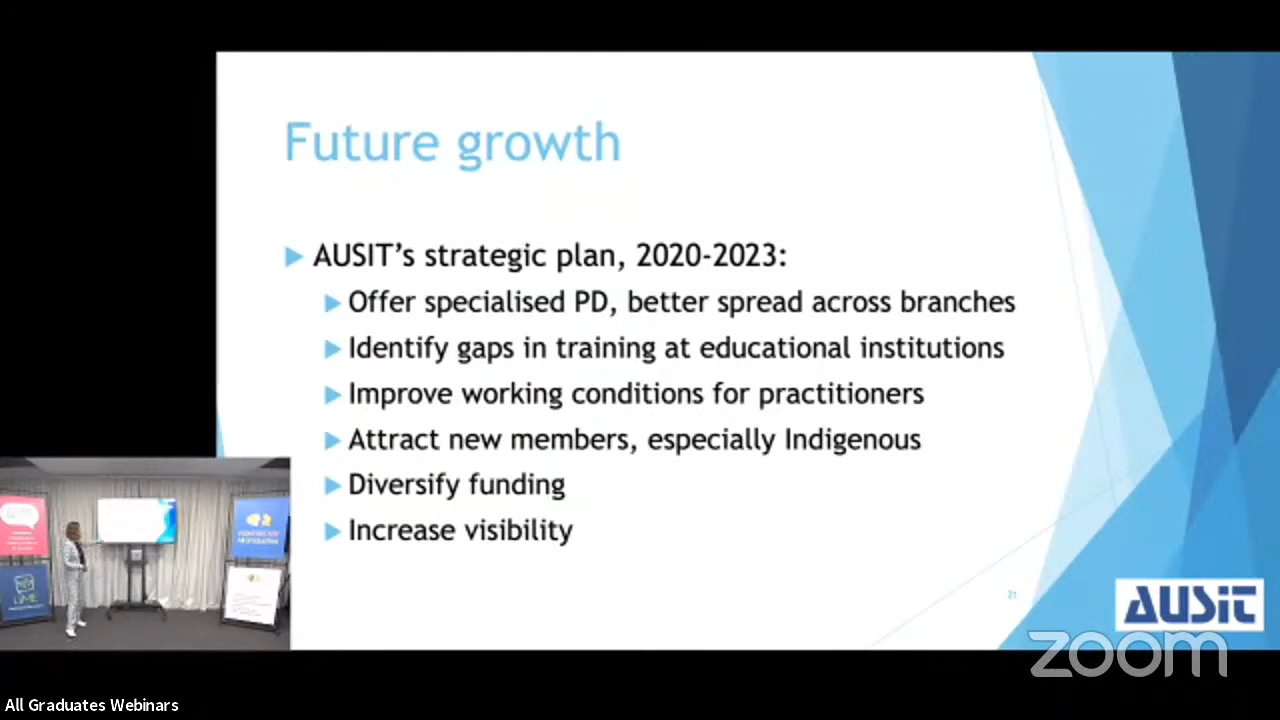 Future growth
AUSIT’s strategic plan, 2020-2023:
Offer specialised PD, better spread across branches
Identify gaps in training at educational institutions
Improve working conditions for practitioners
Attract new members, especially Indigenous
Diversify funding
Increase visibility
21
AUSiT
zoom
All Graduates Webinars